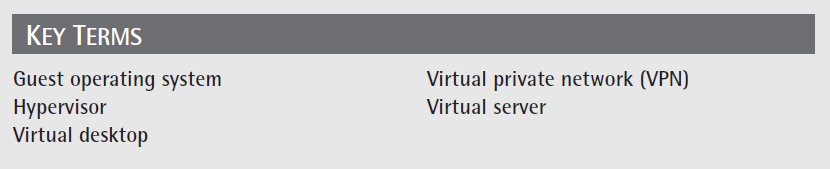 KEY TERMS
Guest operating system
Hypervisor
Virtual desktop
Virtual private network (VPN)
Virtual server